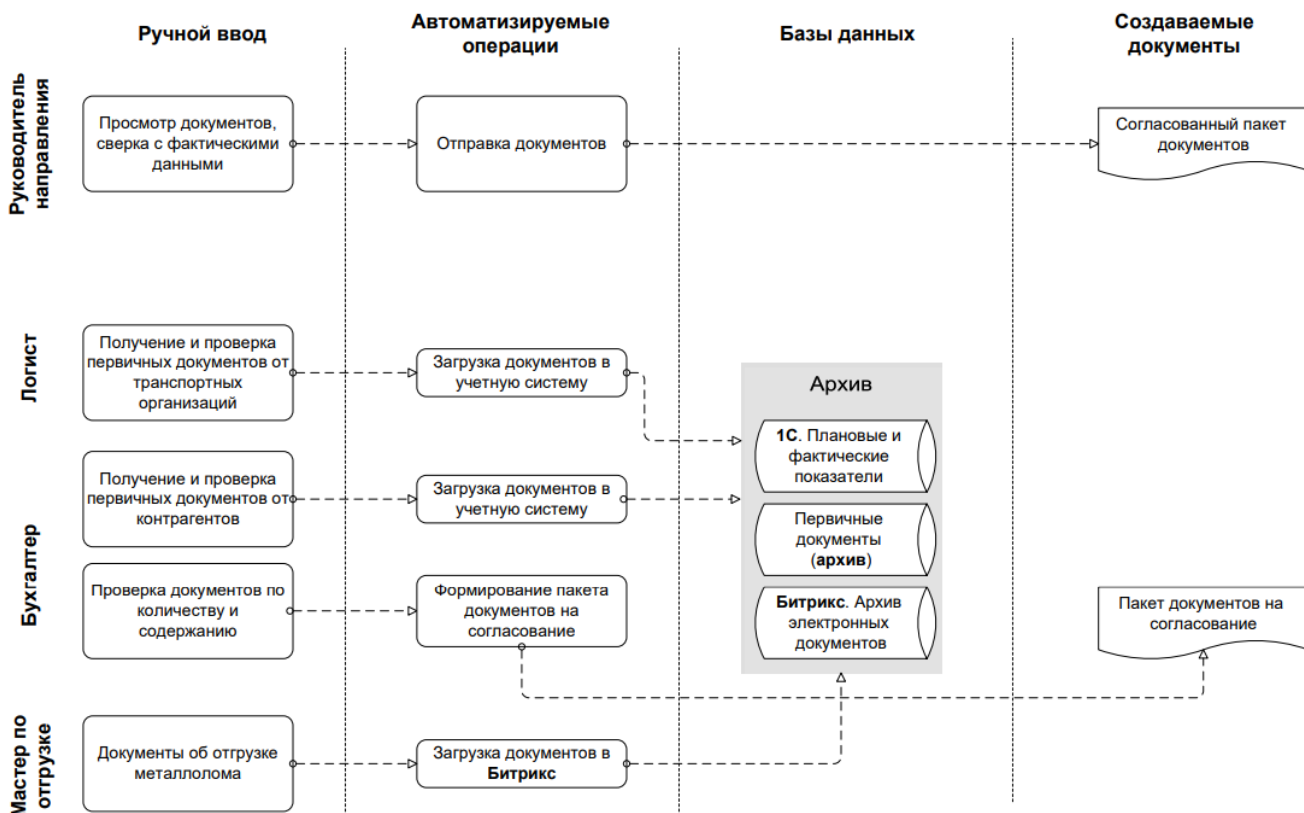 Ручной ввод
Автоматизируемые
операции
Базы данных
Создаваемые
документы
Руководитель
направления
Просмотр документов,
сверка с фактическими
данными
Отправка документов
Согласованный пакет
документов
Логист
Получение и проверка
первичных документов от
транспортных
организаций
Загрузка документов в
учетную систему
Архив
1С. Плановые и
фактические
показатели
Первичные
документы
(архив)
Битрикс. Архив
электронных
документов
Бухгалтер
Получение и проверка
первичных документов от
контрагентов
Загрузка документов в
учетную систему
Проверка документов по
количеству и
содержанию
Формирование пакета
документов на
согласование
Пакет документов на
согласование
Мастер по
отгрузке
Документы об отгрузке
металлолома
Загрузка документов в
Битрикс